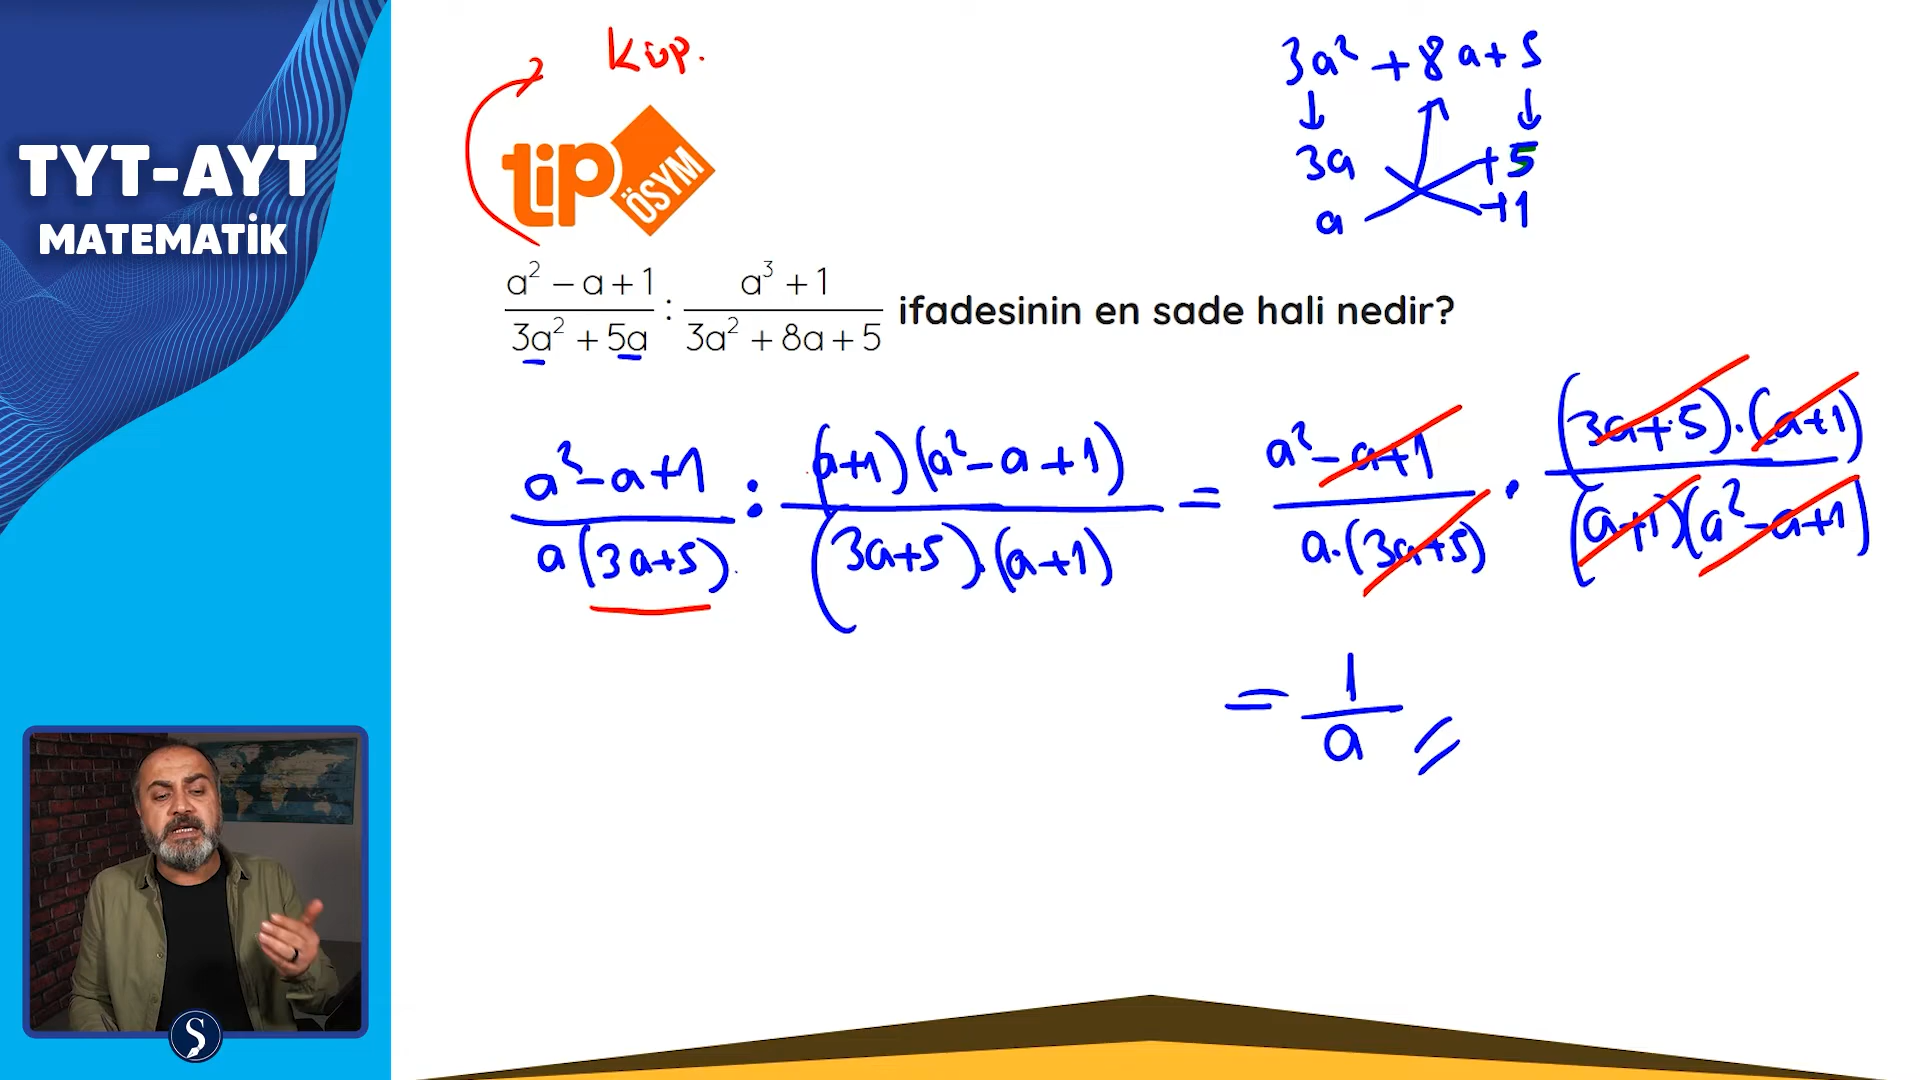 TYT-AYT
MATEMATİK
Küp.
tip ÖSYM
3a² + 8a + 5
3a +5
a +1
a² − a + 1 / 3a² + 5a : a³ + 1 / 3a² + 8a + 5 ifadesinin en sade hali nedir?
a² − a + 1 / a(3a+5) : (a+1)(a² − a + 1) / (3a+5).(a+1) = a² − a + 1 / a.(3a+5) . (3a+5).(a+1) / (a+1)(a² − a + 1)
= 1 / a
S